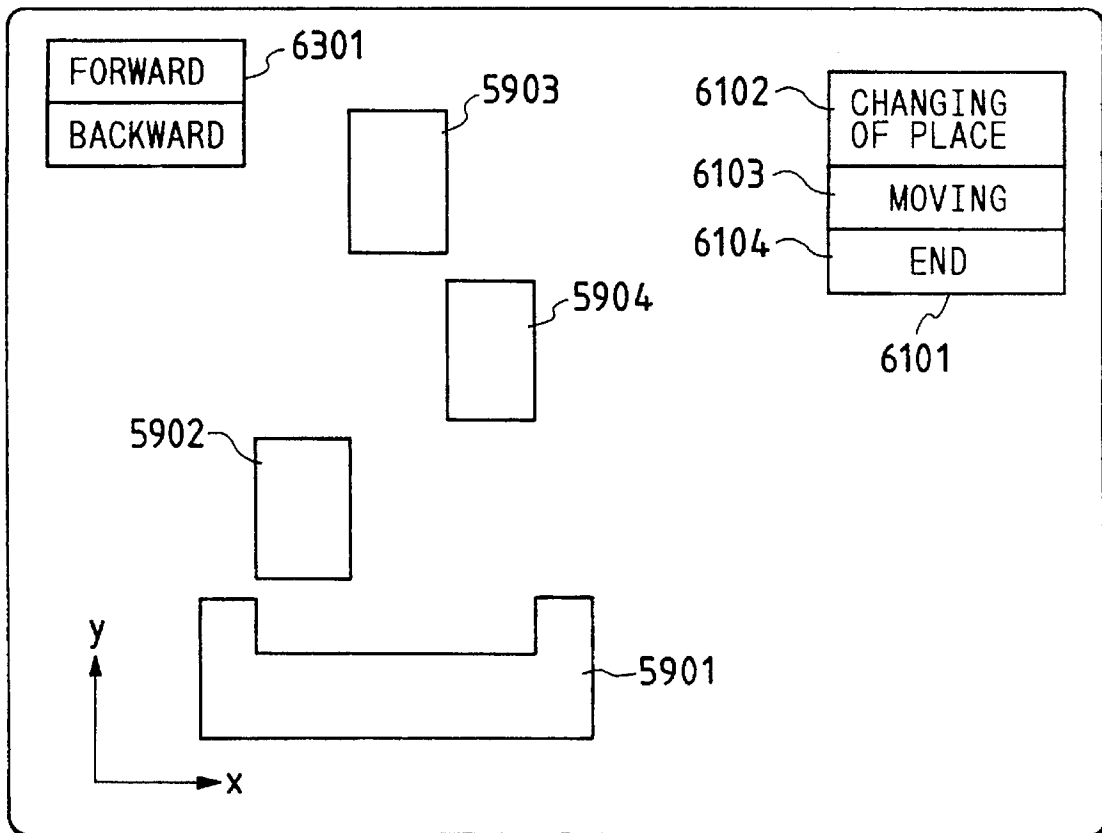 6301
FORWARD
BACKWARD
5903
6102
CHANGING
OF PLACE
6103
MOVING
6104
END
6101
5904
5902
5901
y
x